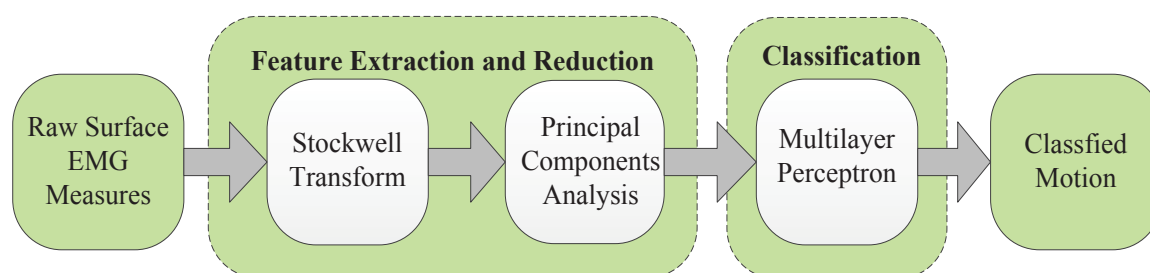 Feature Extraction and Reduction
Classification
Raw Surface
EMG
Measures
Stockwell
Transform
Principal
Components
Analysis
Multilayer
Perceptron
Classfied
Motion